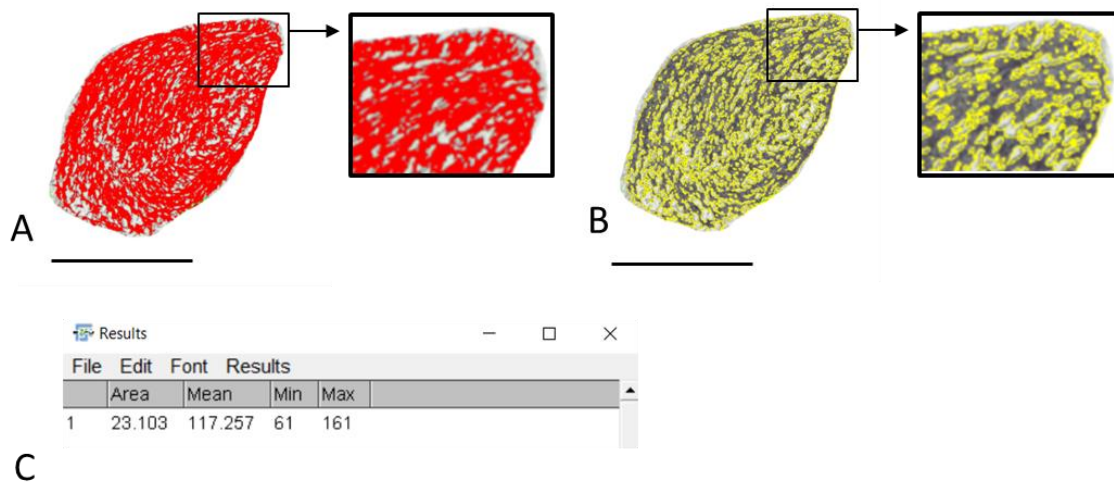 A
B
Results
File Edit Font Results
Area Mean Min Max
1 23.103 117.257 61 161
C